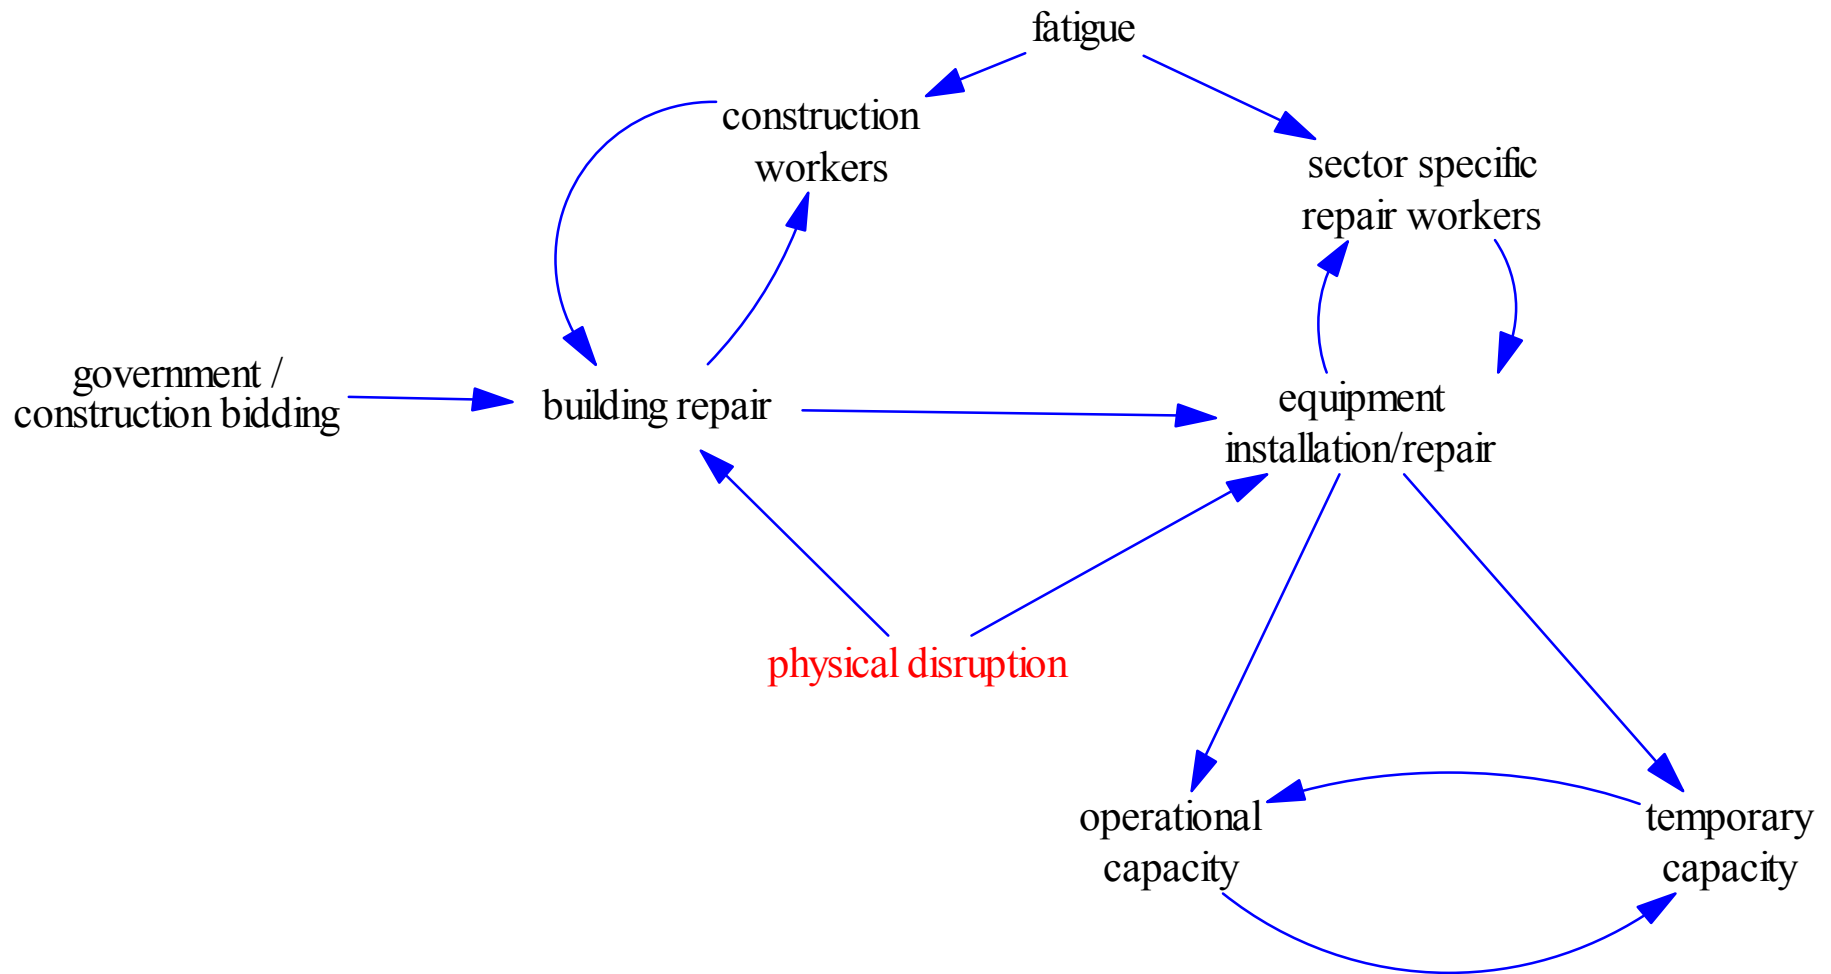 fatigue
construction
workers
sector specific
repair workers
government /
construction bidding
building repair
equipment
installation/repair
physical disruption
operational
capacity
temporary
capacity